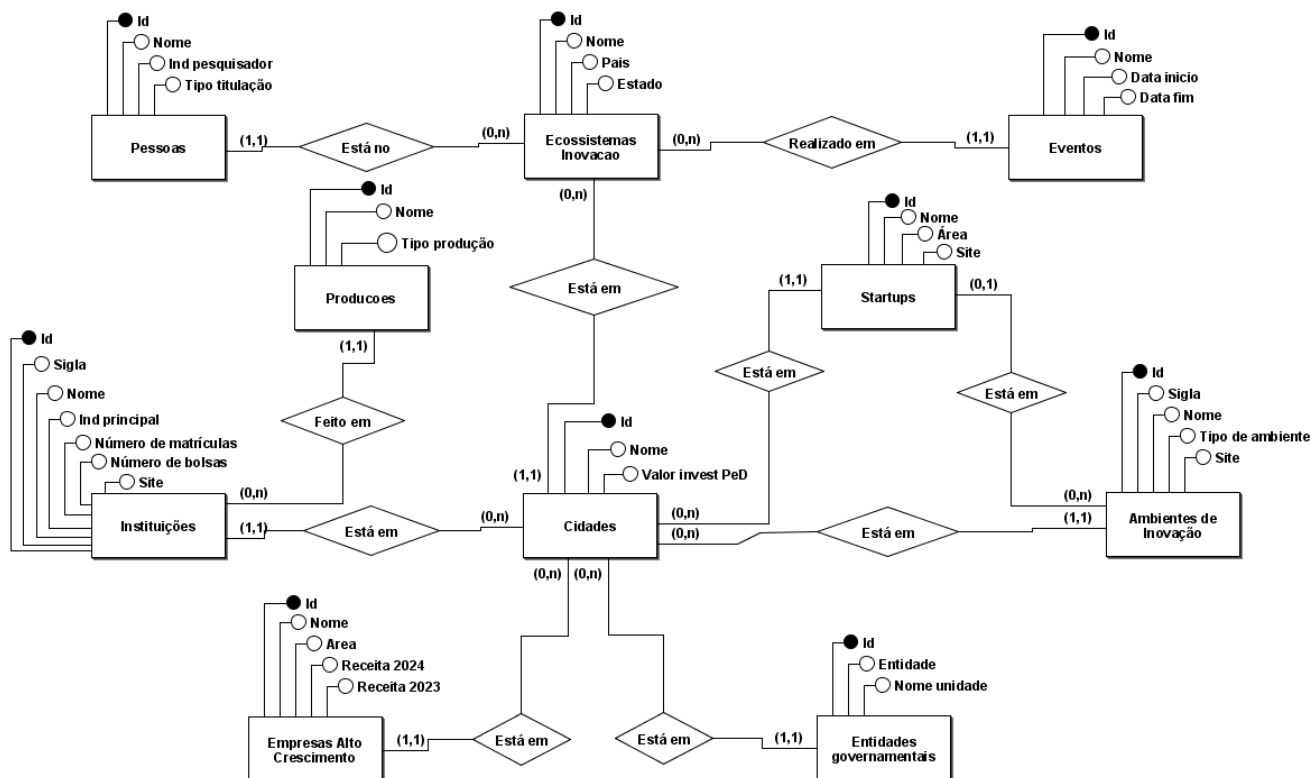 Id
Nome
Ind pesquisador
Tipo titulação
Pessoas
(1,1)
Está no
(0,n)
Id
Nome
Pais
Estado
Ecossistemas
Inovacao
(0,n)
(0,n)
Realizado em
(1,1)
Id
Nome
Data inicio
Data fim
Eventos
Id
Nome
Tipo produção
Producoes
(1,1)
Feito em
(0,n)
Está em
(1,1)
Id
Nome
Área
Site
Startups
(1,1)
(0,1)
Está em
Está em
(0,n)
Id
Sigla
Nome
Ind principal
Número de matrículas
Número de bolsas
Site
Instituições
(1,1)
Está em
(0,n)
Id
Nome
Valor invest PeD
Cidades
(0,n)
(0,n)
Está em
(1,1)
Id
Sigla
Nome
Tipo de ambiente
Site
Ambientes de
Inovação
(0,n)
(0,n)
Id
Nome
Area
Receita 2024
Receita 2023
Empresas Alto
Crescimento
(1,1)
Está em
Está em
(1,1)
Id
Entidade
Nome unidade
Entidades
governamentais